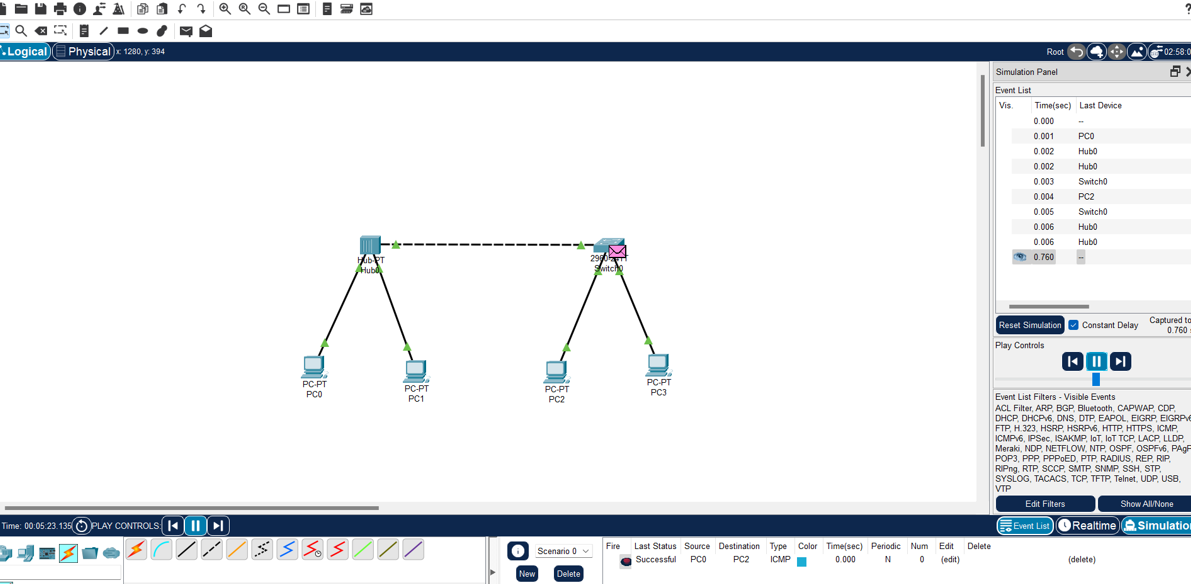 Logical
Physical
x: 1280, y: 394
Root
02:58:0
Simulation Panel
Event List
Vis.
Time(sec)
Last Device
0.000
--
0.001
PC0
0.002
Hub0
0.002
Hub0
0.003
Switch0
0.004
PC2
0.005
Switch0
0.006
Hub0
0.006
Hub0
0.760
--
Hub-PT
Hub0
Switch0
PC-PT
PC0
PC-PT
PC1
PC-PT
PC2
PC-PT
PC3
Reset Simulation
Constant Delay
Captured to
0.760 s
Play Controls
Event List Filters - Visible Events
ACL Filter, ARP, BGP, Bluetooth, CAPWAP, CDP,
DHCP, DHCPv6, DNS, DTP, EAPOL, EIGRP, EIGRPv6
FTP, H.323, HSRP, HSRPv6, HTTP, HTTPS, ICMP,
ICMPv6, IPSec, ISAKMP, IoT, IoT TCP, LACP, LLDP,
Meraki, NDP, NETFLOW, NTP, OSPF, OSPFv6, PAgP
POP3, PPP, PPPoED, PTP, RADIUS, REP, RIP,
RIPng, RTP, SCCP, SMTP, SNMP, SSH, STP,
SYSLOG, TACACS, TCP, TFTP, Telnet, UDP, USB,
VTP
Edit Filters
Show All/None
Time: 00:05:23.135
PLAY CONTROLS:
Event List
Realtime
Simulation
Scenario 0
New
Delete
Fire Last Status Source Destination Type Color Time(sec) Periodic Num Edit Delete
Successful PC0 PC2 ICMP 0.000 N 0 (edit) (delete)